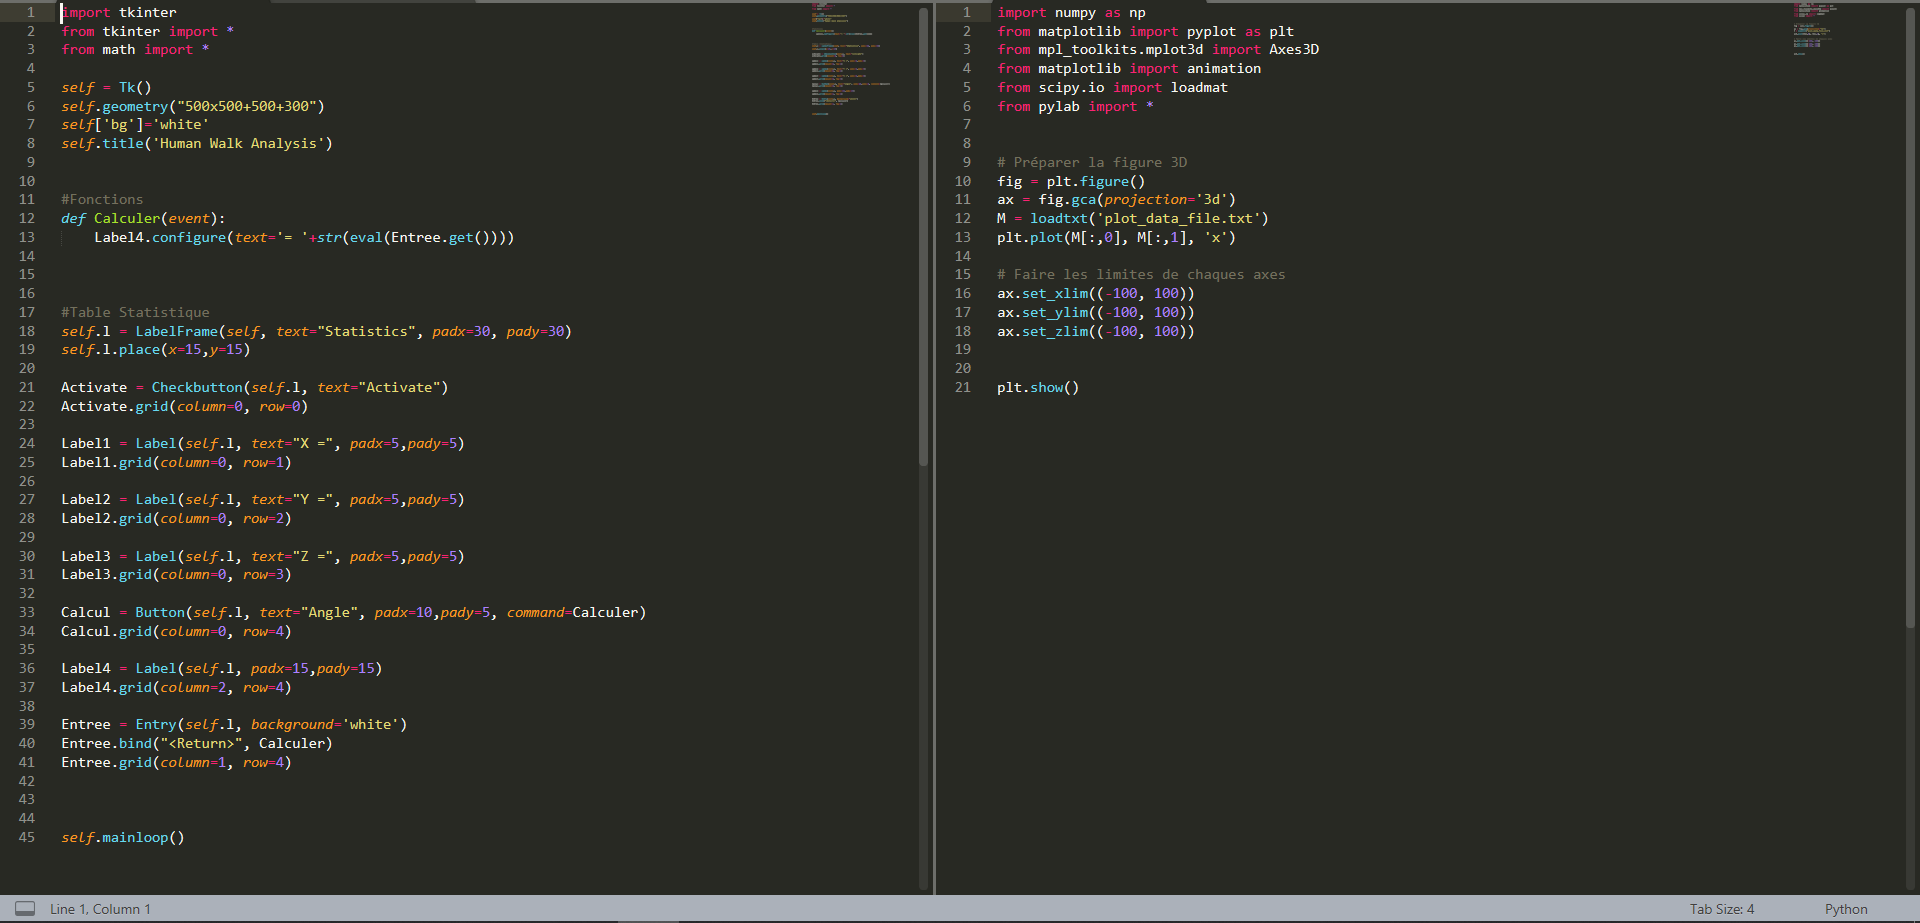 1 import tkinter
2 from tkinter import *
3 from math import *
4
5 self = Tk()
6 self.geometry("500x500+500+300")
7 self['bg']='white'
8 self.title('Human Walk Analysis')
9
10
11 #Fonctions
12 def Calculer(event):
13     Label4.configure(text='= '+str(eval(Entree.get())))
14
15
16
17 #Table Statistique
18 self.l = LabelFrame(self, text="Statistics", padx=30, pady=30)
19 self.l.place(x=15,y=15)
20
21 Activate = Checkbutton(self.l, text="Activate")
22 Activate.grid(column=0, row=0)
23
24 Label1 = Label(self.l, text="X =", padx=5,pady=5)
25 Label1.grid(column=0, row=1)
26
27 Label2 = Label(self.l, text="Y =", padx=5,pady=5)
28 Label2.grid(column=0, row=2)
29
30 Label3 = Label(self.l, text="Z =", padx=5,pady=5)
31 Label3.grid(column=0, row=3)
32
33 Calcul = Button(self.l, text="Angle", padx=10,pady=5, command=Calculer)
34 Calcul.grid(column=0, row=4)
35
36 Label4 = Label(self.l, padx=15,pady=15)
37 Label4.grid(column=2, row=4)
38
39 Entree = Entry(self.l, background='white')
40 Entree.bind("<Return>", Calculer)
41 Entree.grid(column=1, row=4)
42
43
44
45 self.mainloop()
1 import numpy as np
2 from matplotlib import pyplot as plt
3 from mpl_toolkits.mplot3d import Axes3D
4 from matplotlib import animation
5 from scipy.io import loadmat
6 from pylab import *
7
8
9 # Préparer la figure 3D
10 fig = plt.figure()
11 ax = fig.gca(projection='3d')
12 M = loadtxt('plot_data_file.txt')
13 plt.plot(M[:,0], M[:,1], 'x')
14
15 # Faire les limites de chaques axes
16 ax.set_xlim((-100, 100))
17 ax.set_ylim((-100, 100))
18 ax.set_zlim((-100, 100))
19
20
21 plt.show()
Line 1, Column 1
Tab Size: 4
Python